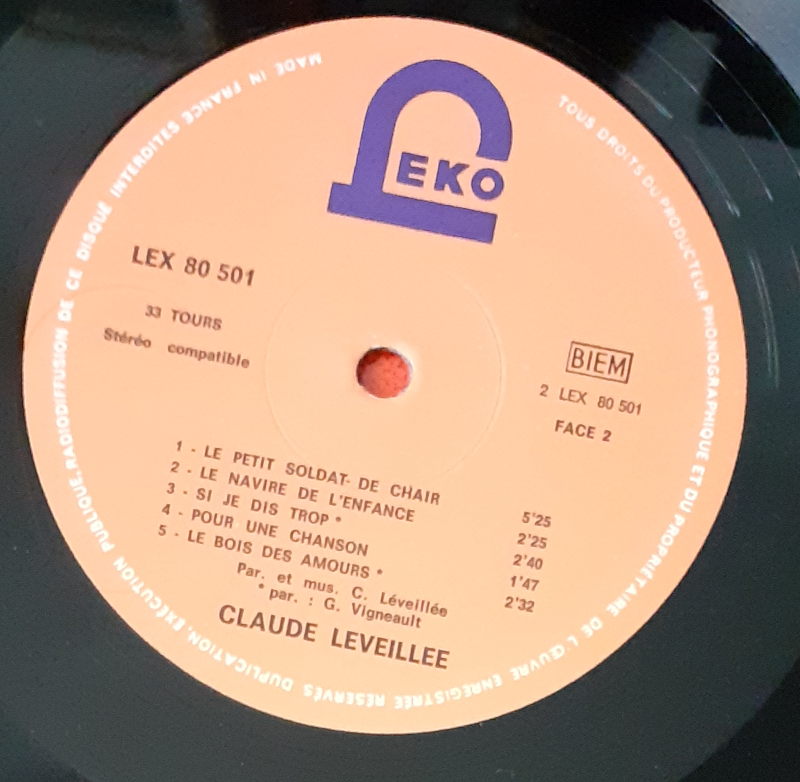 EKO
LEX 80 501
33 TOURS
Stéréo compatible
BIEM
2 LEX 80 501
FACE 2
1 - LE PETIT SOLDAT DE CHAIR 5'25
2 - LE NAVIRE DE L'ENFANCE 2'25
3 - SI JE DIS TROP * 2'40
4 - POUR UNE CHANSON 1'47
5 - LE BOIS DES AMOURS * 2'32
Par. et mus. C. Léveillée
* par. : G. Vigneault
CLAUDE LEVEILLEE
TOUS DROITS DU PRODUCTEUR PHONOGRAPHIQUE ET DU PROPRIÉTAIRE DE L'ŒUVRE ENREGISTRÉE RÉSERVÉS DUPLICATION, EXÉCUTION PUBLIQUE, RADIODIFFUSION DE CE DISQUE INTERDITES MADE IN FRANCE